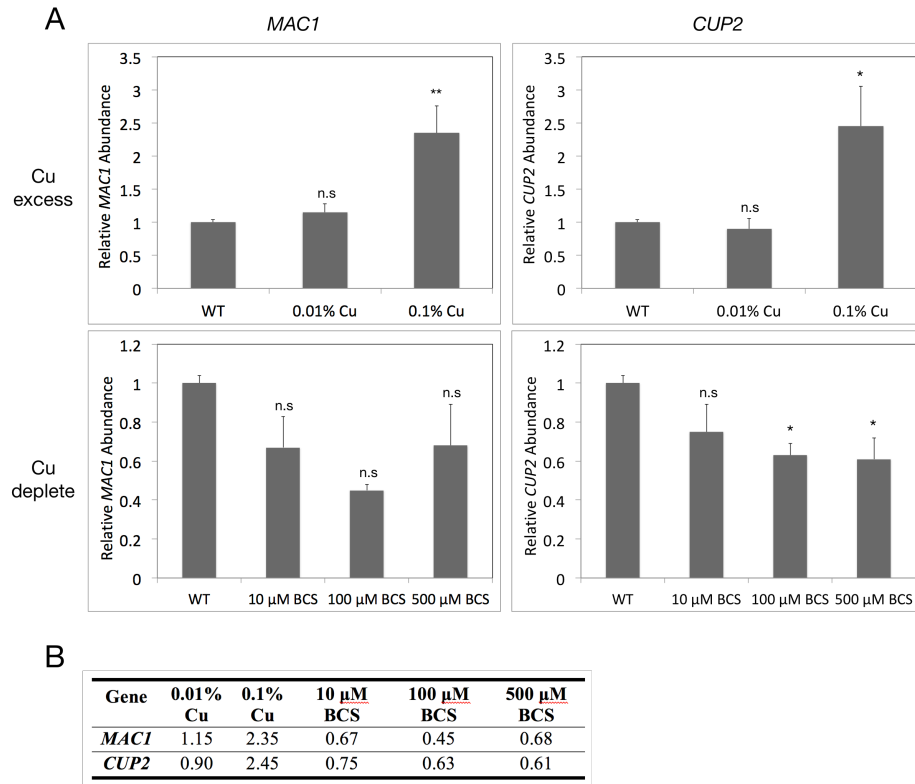 A
MAC1
CUP2
Cu
excess
Relative MAC1 Abundance
3.5
3
2.5
2
1.5
1
0.5
0
n.s
**
WT
0.01% Cu
0.1% Cu
Relative CUP2 Abundance
3.5
3
2.5
2
1.5
1
0.5
0
n.s
*
WT
0.01% Cu
0.1% Cu
Cu
deplete
Relative MAC1 Abundance
1.2
1
0.8
0.6
0.4
0.2
0
n.s
n.s
n.s
WT
10 µM BCS
100 µM BCS
500 µM BCS
Relative CUP2 Abundance
1.2
1
0.8
0.6
0.4
0.2
0
n.s
*
*
WT
10 µM BCS
100 µM BCS
500 µM BCS
B
Gene 0.01% 0.1% 10 µM 100 µM 500 µM
Cu Cu BCS BCS BCS
MAC1 1.15 2.35 0.67 0.45 0.68
CUP2 0.90 2.45 0.75 0.63 0.61